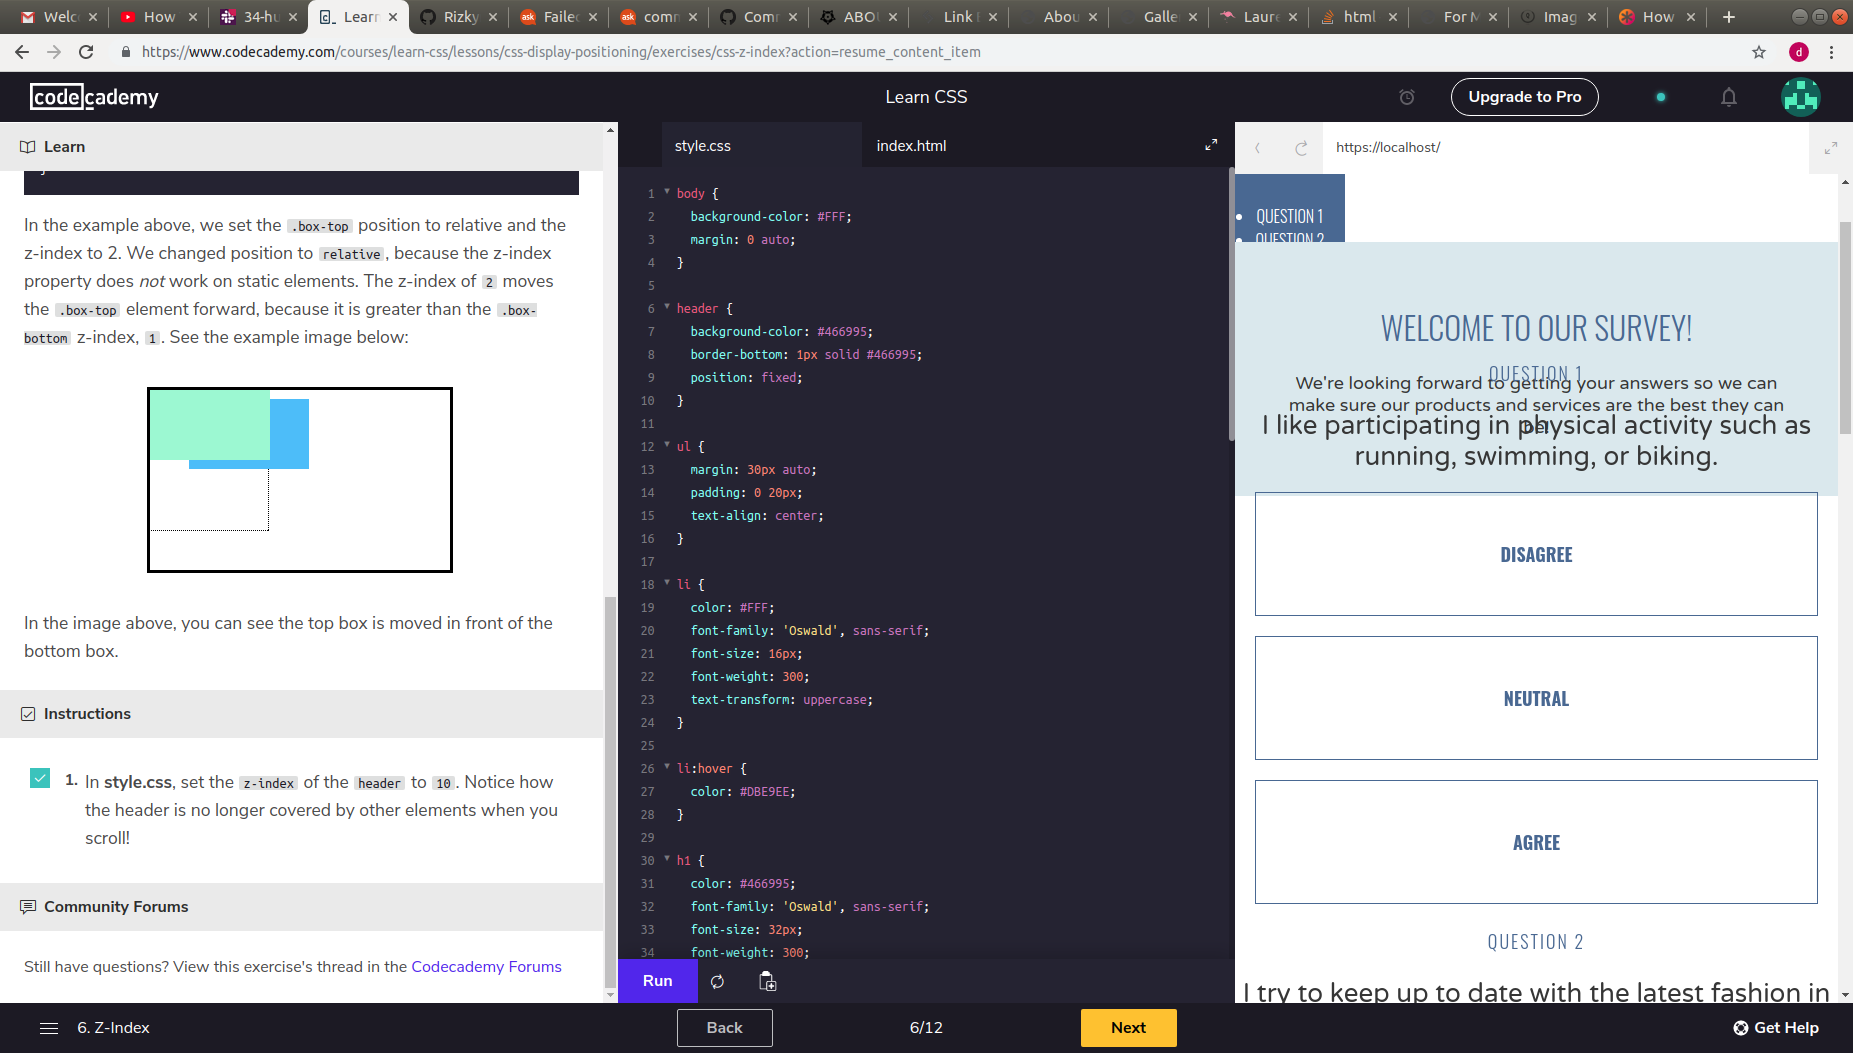 Welc
How
34-hu
Learn
Rizky
Failed
comm
Comm
ABOU
Link
Abou
Galle
Laure
html
For M
Imag
How
https://www.codecademy.com/courses/learn-css/lessons/css-display-positioning/exercises/css-z-index?action=resume_content_item
d
codecademy
Learn CSS
Upgrade to Pro
Learn
In the example above, we set the .box-top position to relative and the
z-index to 2. We changed position to relative, because the z-index
property does not work on static elements. The z-index of 2 moves
the .box-top element forward, because it is greater than the .box-
bottom z-index, 1. See the example image below:
In the image above, you can see the top box is moved in front of the
bottom box.
Instructions
1. In style.css, set the z-index of the header to 10. Notice how
the header is no longer covered by other elements when you
scroll!
Community Forums
Still have questions? View this exercise's thread in the Codecademy Forums
style.css
index.html
1 body {
2 background-color: #FFF;
3 margin: 0 auto;
4 }
5
6 header {
7 background-color: #466995;
8 border-bottom: 1px solid #466995;
9 position: fixed;
10 }
11
12 ul {
13 margin: 30px auto;
14 padding: 0 20px;
15 text-align: center;
16 }
17
18 li {
19 color: #FFF;
20 font-family: 'Oswald', sans-serif;
21 font-size: 16px;
22 font-weight: 300;
23 text-transform: uppercase;
24 }
25
26 li:hover {
27 color: #DBE9EE;
28 }
29
30 h1 {
31 color: #466995;
32 font-family: 'Oswald', sans-serif;
33 font-size: 32px;
34 font-weight: 300;
Run
https://localhost/
QUESTION 1
QUESTION 2
WELCOME TO OUR SURVEY!
QUESTION 1
We're looking forward to getting your answers so we can
make sure our products and services are the best they can
be!
I like participating in physical activity such as
running, swimming, or biking.
DISAGREE
NEUTRAL
AGREE
QUESTION 2
I try to keep up to date with the latest fashion in
6. Z-Index
Back
6/12
Next
Get Help